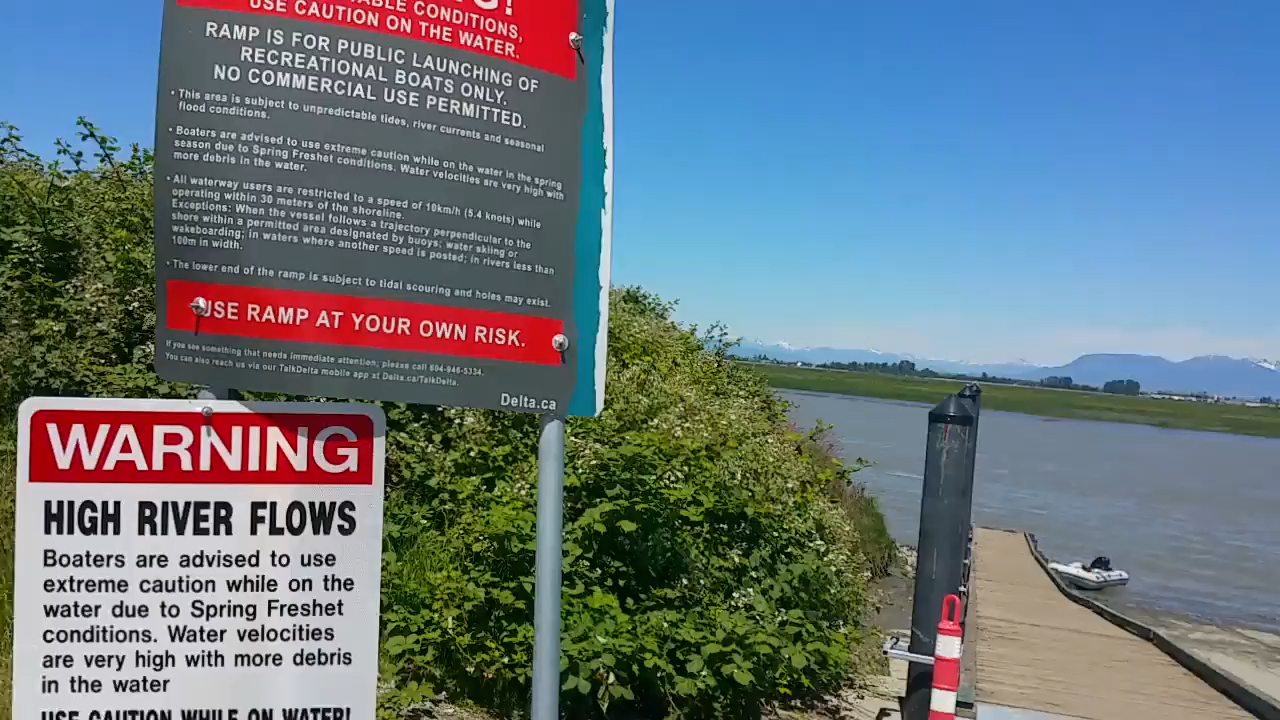 ABLE CONDITIONS,
USE CAUTION ON THE WATER.
RAMP IS FOR PUBLIC LAUNCHING OF
RECREATIONAL BOATS ONLY.
NO COMMERCIAL USE PERMITTED.
• This area is subject to unpredictable tides, river currents and seasonal
flood conditions.
• Boaters are advised to use extreme caution while on the water in the spring
season due to Spring Freshet conditions. Water velocities are very high with
more debris in the water.
• All waterway users are restricted to a speed of 10km/h (5.4 knots) while
operating within 30 meters of the shoreline.
Exceptions: When the vessel follows a trajectory perpendicular to the
shore within a permitted area designated by buoys; water skiing or
wakeboarding; in waters where another speed is posted; in rivers less than
100m in width.
• The lower end of the ramp is subject to tidal scouring and holes may exist.
USE RAMP AT YOUR OWN RISK.
If you see something that needs immediate attention; please call 604-946-5334.
You can also reach us via our TalkDelta mobile app at Delta.ca/TalkDelta.
Delta.ca
WARNING
HIGH RIVER FLOWS
Boaters are advised to use
extreme caution while on the
water due to Spring Freshet
conditions. Water velocities
are very high with more debris
in the water
USE CAUTION WHILE ON WATER!